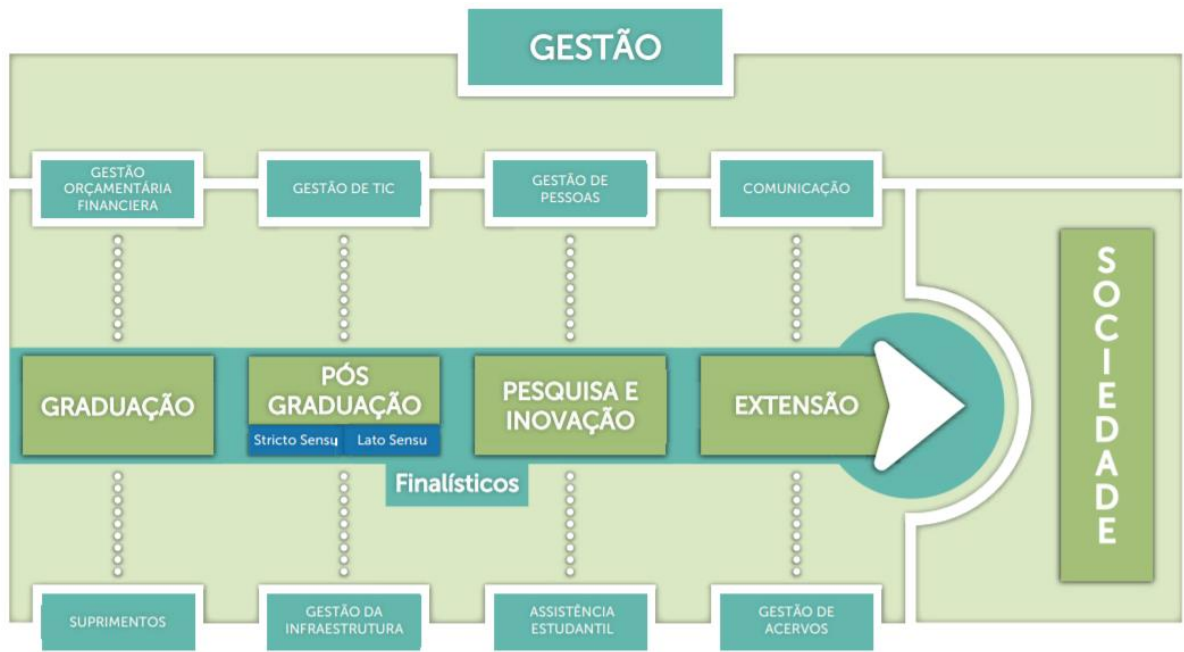 GESTÃO
GESTÃO
ORÇAMENTÁRIA
FINANCIERA
GESTÃO DE TIC
GESTÃO DE
PESSOAS
COMUNICAÇÃO
GRADUAÇÃO
PÓS
GRADUAÇÃO
Stricto Sensu
Lato Sensu
PESQUISA E
INOVAÇÃO
EXTENSÃO
Finalísticos
SUPRIMENTOS
GESTÃO DA
INFRAESTRUTURA
ASSISTÊNCIA
ESTUDANTIL
GESTÃO DE
ACERVOS
SOCIEDADE